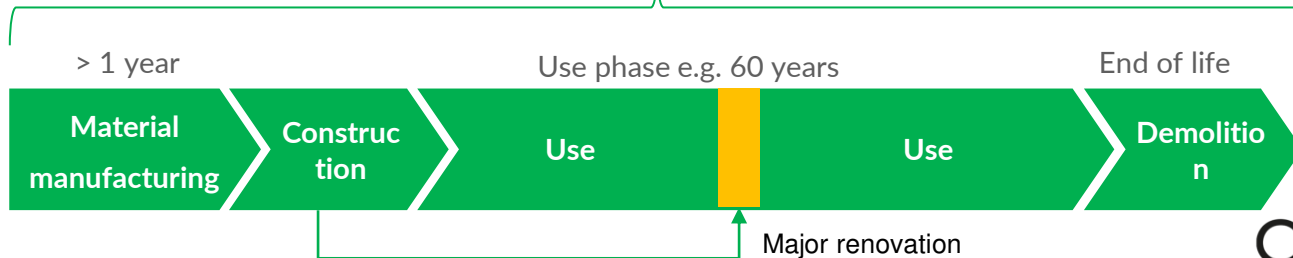 > 1 year
Use phase e.g. 60 years
End of life
Material
manufacturing
Construc
tion
Use
Use
Demolitio
n
Major renovation